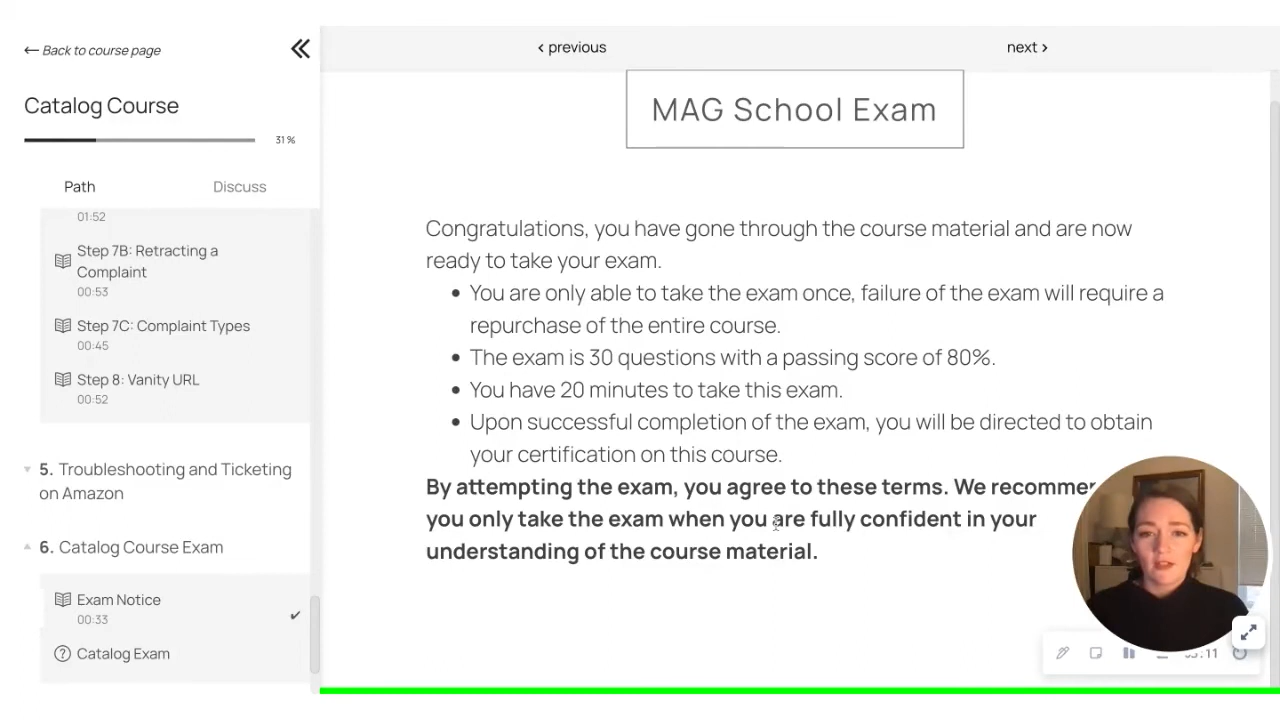 ← Back to course page
Catalog Course
31 %
Path
Discuss
01:52
Step 7B: Retracting a
Complaint
00:53
Step 7C: Complaint Types
00:45
Step 8: Vanity URL
00:52
5. Troubleshooting and Ticketing
on Amazon
6. Catalog Course Exam
Exam Notice
00:33
Catalog Exam
‹ previous
next ›
MAG School Exam
Congratulations, you have gone through the course material and are now
ready to take your exam.
• You are only able to take the exam once, failure of the exam will require a
repurchase of the entire course.
• The exam is 30 questions with a passing score of 80%.
• You have 20 minutes to take this exam.
• Upon successful completion of the exam, you will be directed to obtain
your certification on this course.
By attempting the exam, you agree to these terms. We
you only take the exam when you are fully confident in your
understanding of the course material.